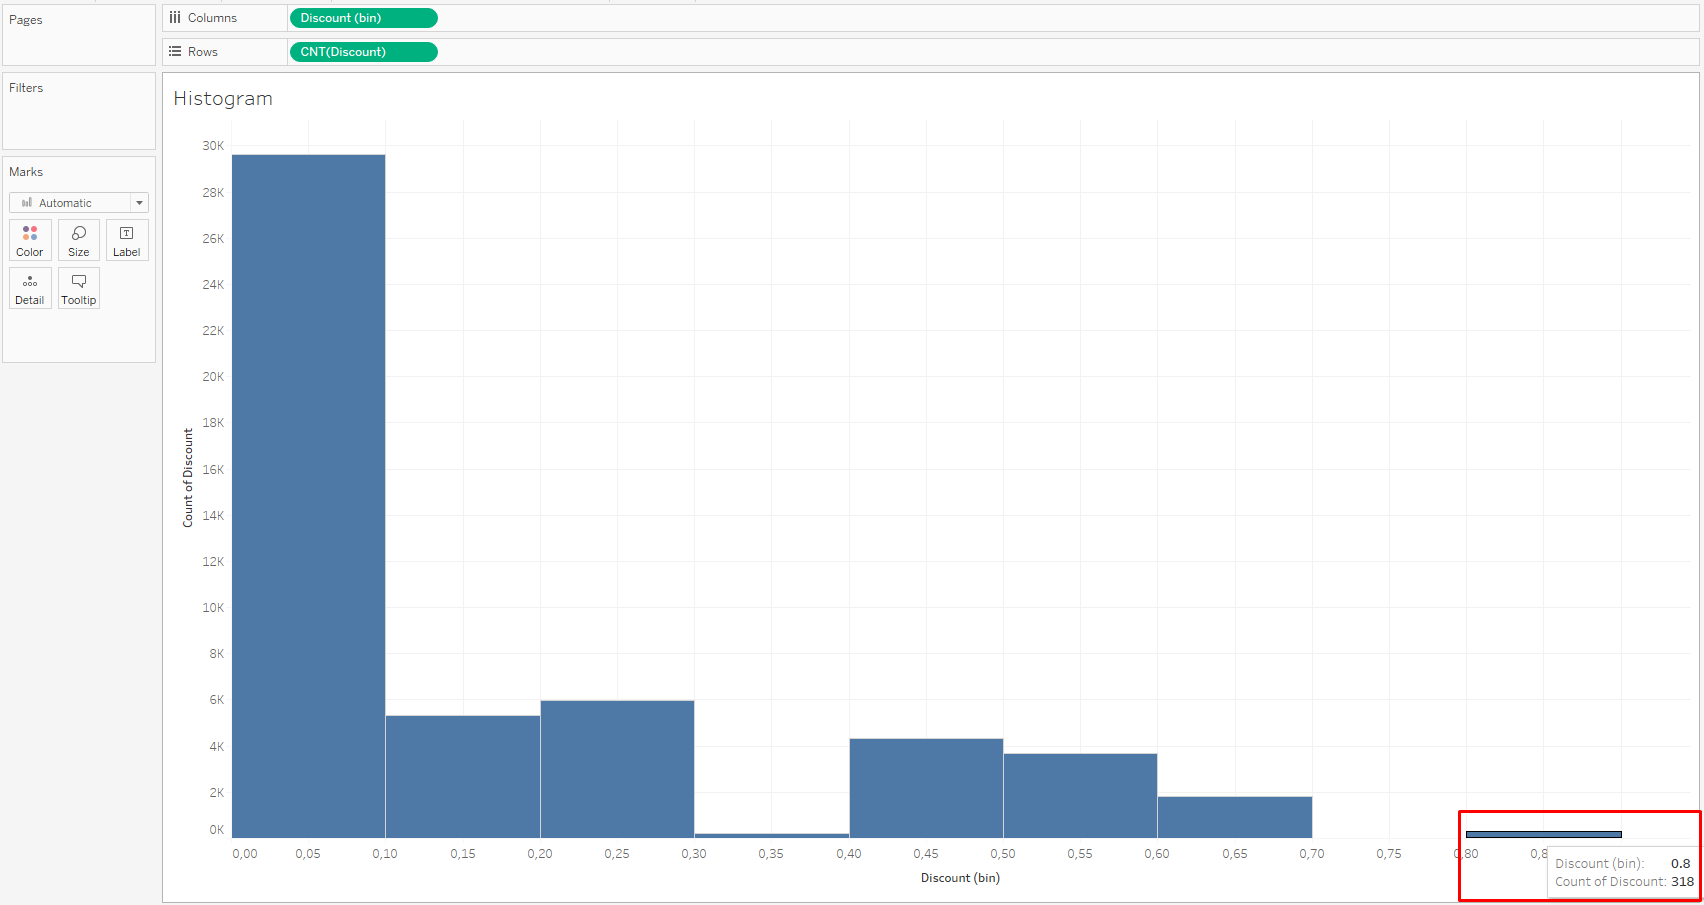 Pages
Columns
Discount (bin)
Rows
CNT(Discount)
Filters
Marks
Automatic
Color
Size
Label
Detail
Tooltip
Histogram
30K
28K
26K
24K
22K
20K
18K
16K
14K
12K
10K
8K
6K
4K
2K
0K
Count of Discount
0,00 0,05 0,10 0,15 0,20 0,25 0,30 0,35 0,40 0,45 0,50 0,55 0,60 0,65 0,70 0,75 0,80
Discount (bin)
Discount (bin): 0.8
Count of Discount: 318